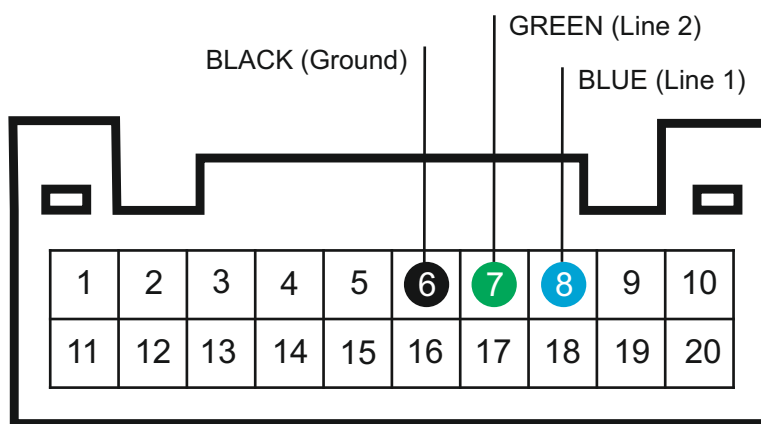 GREEN (Line 2)
BLACK (Ground)
BLUE (Line 1)
1 2 3 4 5 6 7 8 9 10
11 12 13 14 15 16 17 18 19 20